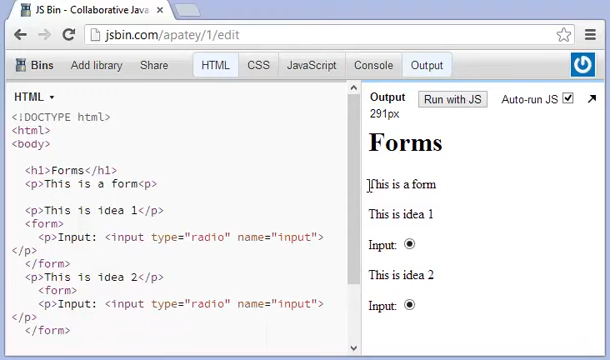 JS Bin - Collaborative Java
jsbin.com/apatey/1/edit
Bins Add library Share HTML CSS JavaScript Console Output
HTML
<!DOCTYPE html>
<html>
<body>
<h1>Forms</h1>
<p>This is a form<p>
<p>This is idea 1</p>
<form>
<p>Input: <input type="radio" name="input">
</p>
</form>
<p>This is idea 2</p>
<form>
<p>Input: <input type="radio" name="input">
</p>
</form>
Output Run with JS Auto-run JS
291px
Forms
This is a form
This is idea 1
Input:
This is idea 2
Input: